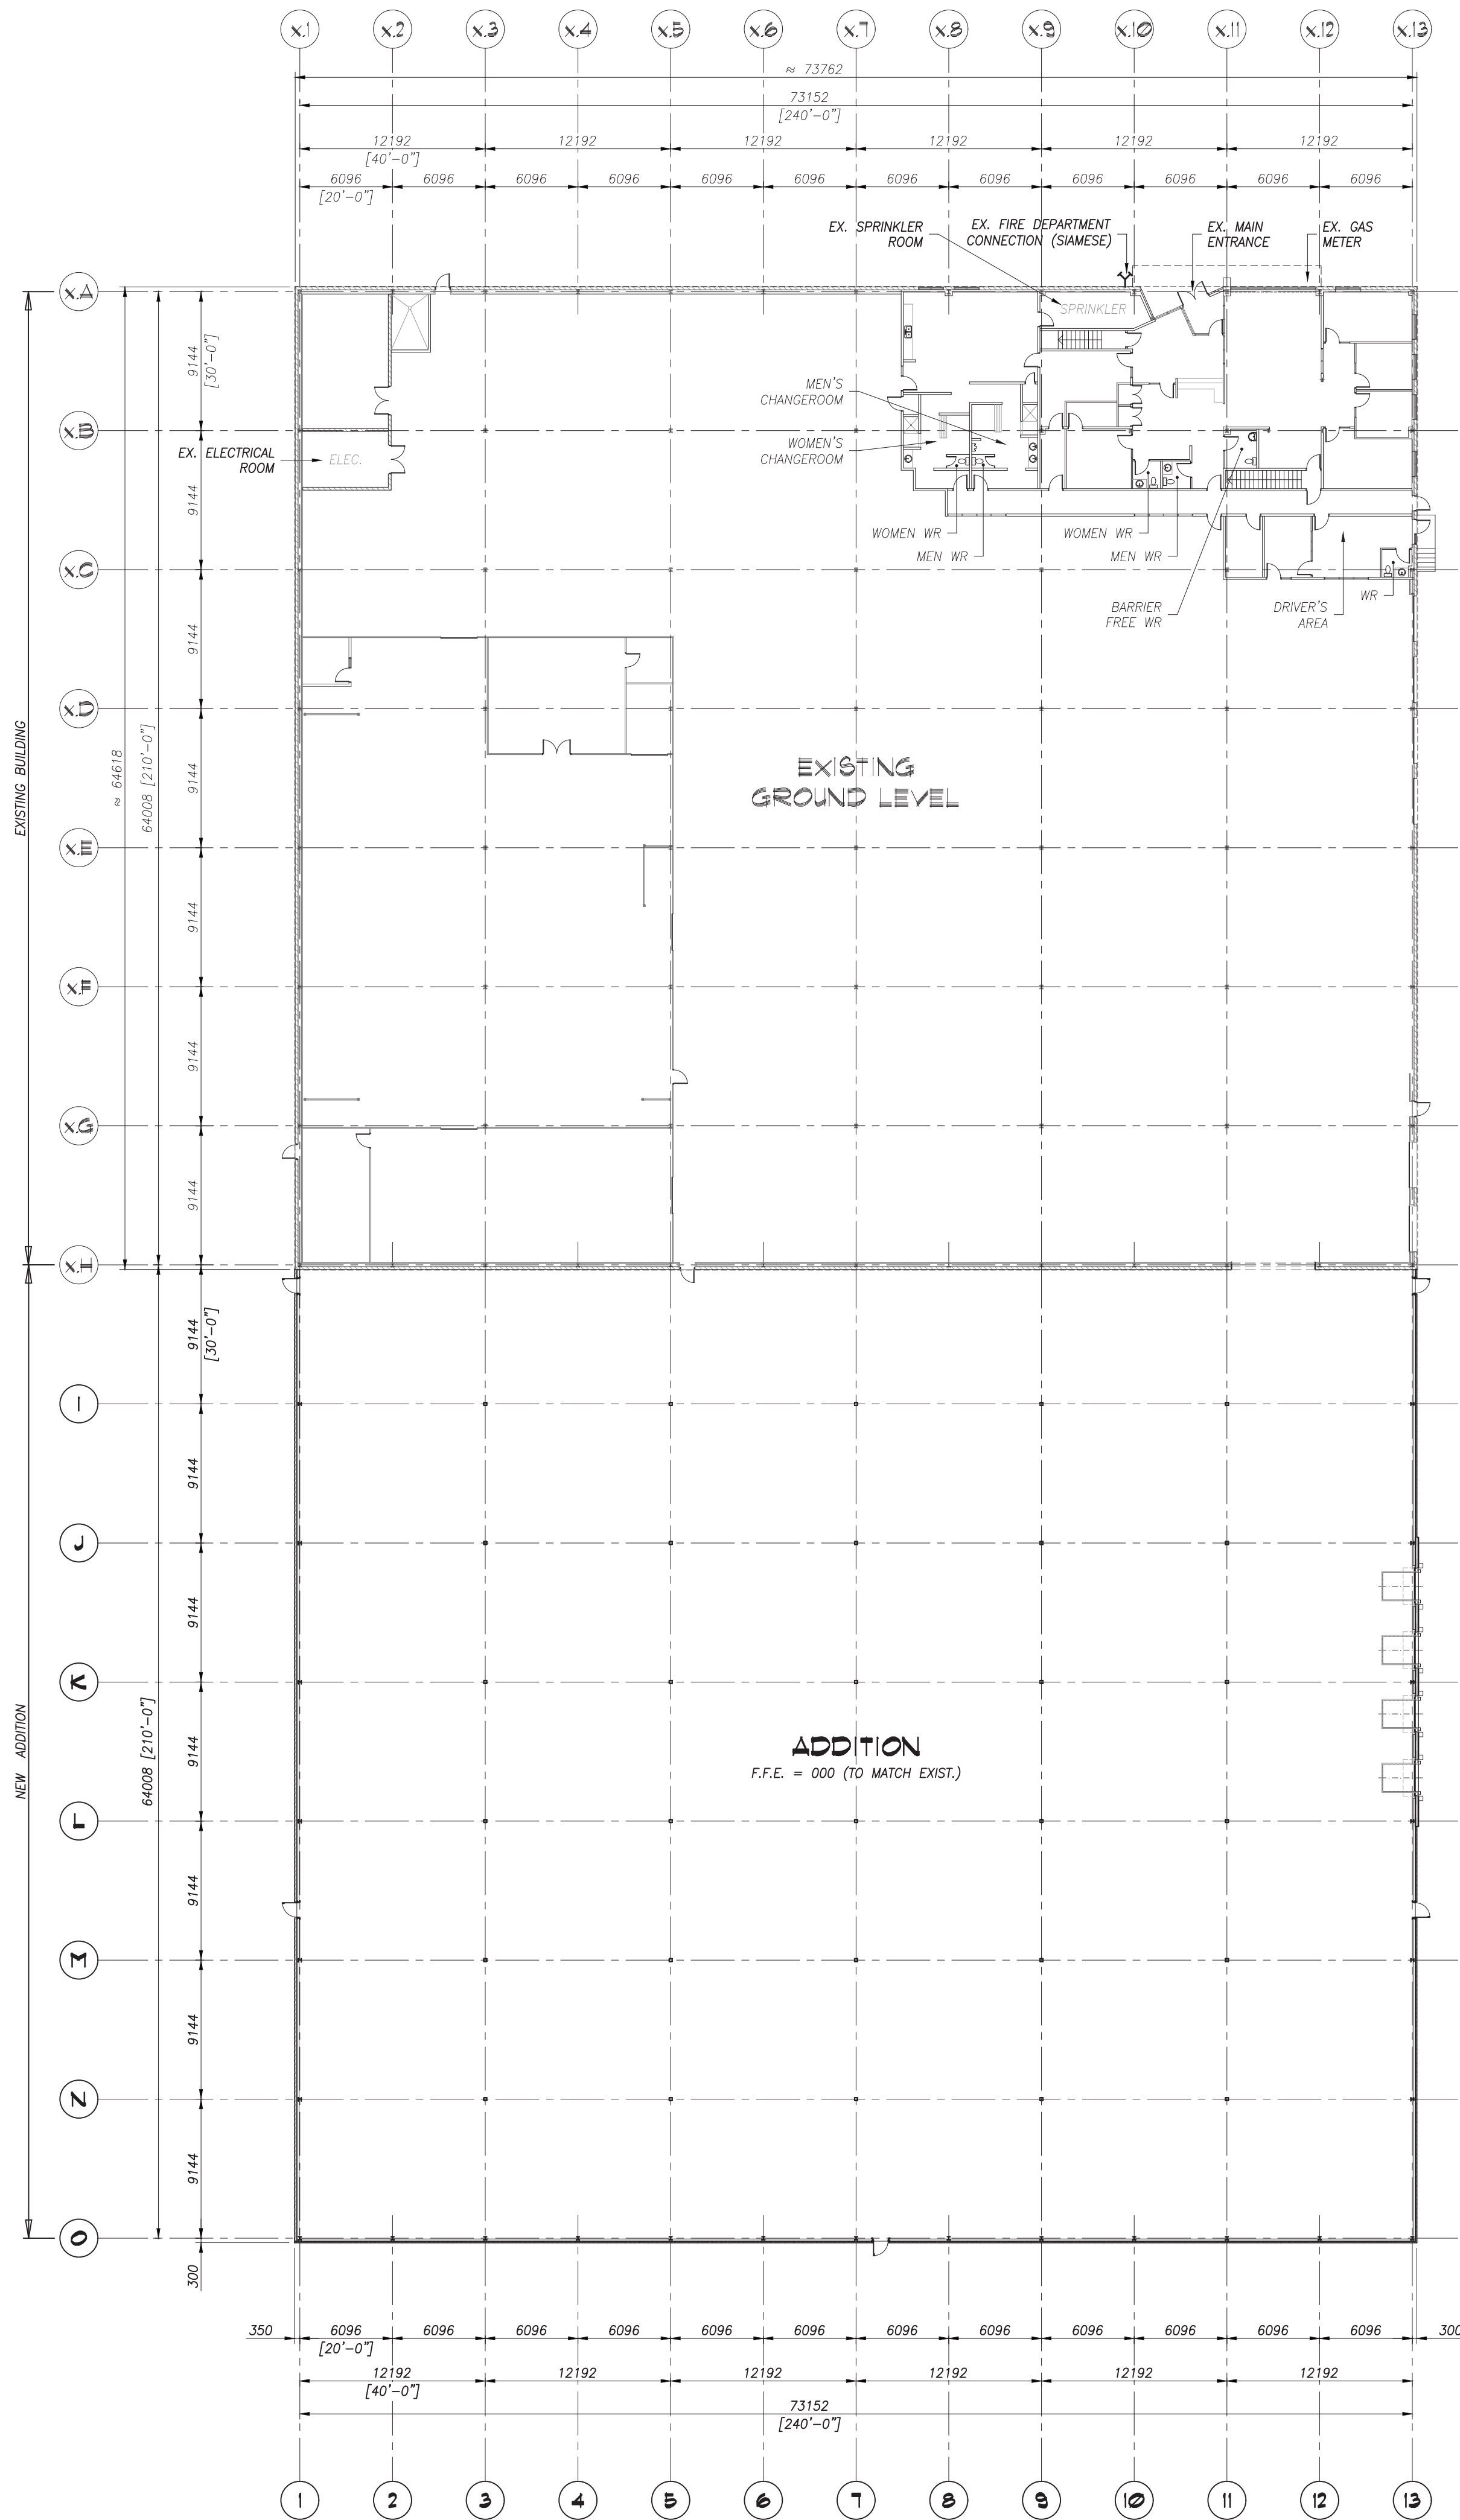 X.1 X.2 X.3 X.4 X.5 X.6 X.7 X.8 X.9 X.10 X.11 X.12 X.13
≈ 73762
73152
[240'-0"]
12192 12192 12192 12192 12192 12192
[40'-0"]
6096 6096 6096 6096 6096 6096 6096 6096 6096 6096 6096 6096
[20'-0"]
EX. SPRINKLER
ROOM
EX. FIRE DEPARTMENT
CONNECTION (SIAMESE)
EX. MAIN
ENTRANCE
EX. GAS
METER
X.A
SPRINKLER
9144
[30'-0"]
MEN'S
CHANGEROOM
X.B
WOMEN'S
CHANGEROOM
EX. ELECTRICAL
ROOM
ELEC.
9144
WOMEN WR
MEN WR
WOMEN WR
MEN WR
X.C
BARRIER
FREE WR
DRIVER'S
AREA
WR
9144
X.D
EXISTING BUILDING
≈ 64618
64008 [210'-0"]
9144
EXISTING
GROUND LEVEL
X.E
9144
X.F
9144
X.G
9144
X.H
9144
[30'-0"]
I
9144
J
9144
K
NEW ADDITION
64008 [210'-0"]
9144
ADDITION
F.F.E. = 000 (TO MATCH EXIST.)
L
9144
M
9144
N
9144
O
300
350 6096 6096 6096 6096 6096 6096 6096 6096 6096 6096 6096 6096 300
[20'-0"]
12192 12192 12192 12192 12192 12192
[40'-0"]
73152
[240'-0"]
1 2 3 4 5 6 7 8 9 10 11 12 13